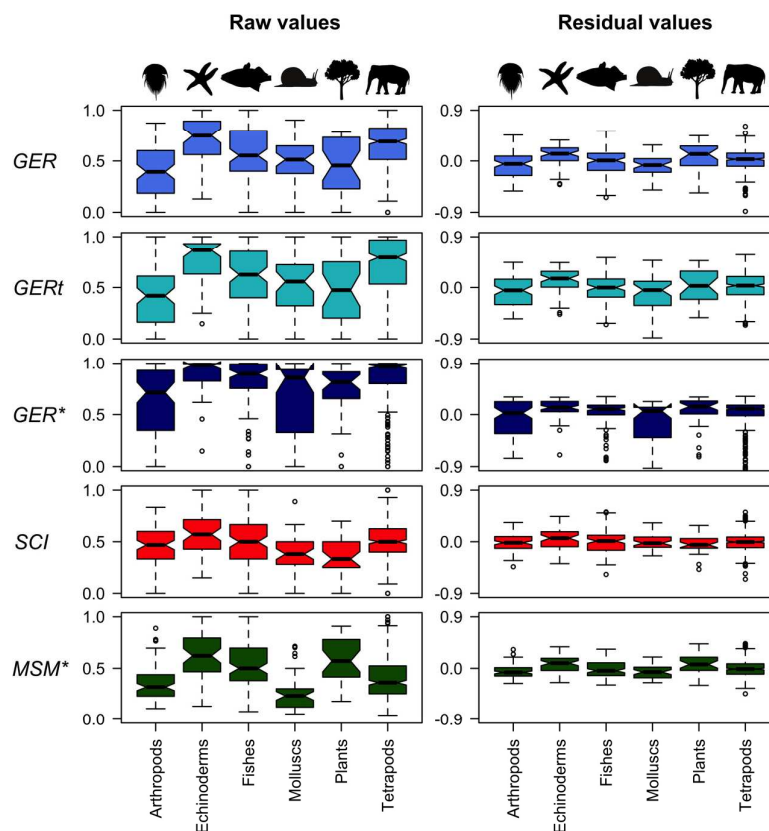 Raw values
Residual values
GER
1.0
0.5
0.0
0.9
0.0
-0.9
GERt
1.0
0.5
0.0
0.9
0.0
-0.9
GER*
1.0
0.5
0.0
0.9
0.0
-0.9
SCI
1.0
0.5
0.0
0.9
0.0
-0.9
MSM*
1.0
0.5
0.0
0.9
0.0
-0.9
Arthropods
Echinoderms
Fishes
Molluscs
Plants
Tetrapods
Arthropods
Echinoderms
Fishes
Molluscs
Plants
Tetrapods